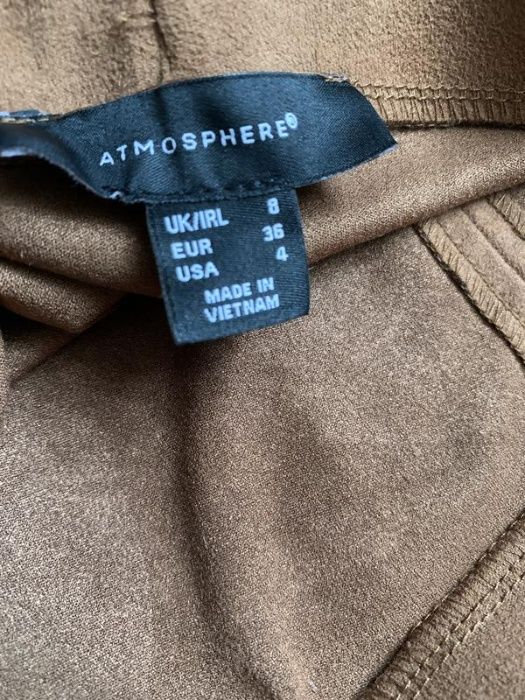 ATMOSPHERE®
UK/IRL 8
EUR 36
USA 4
MADE IN
VIETNAM